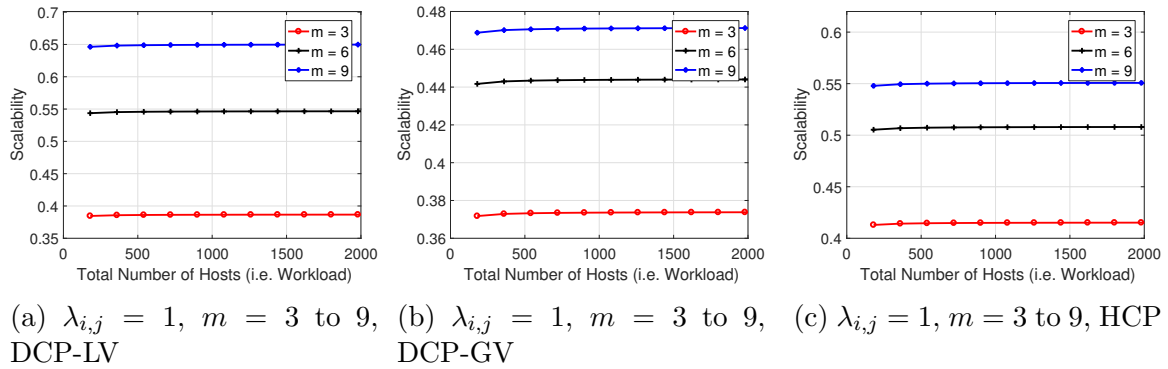 0.7
0.65
0.6
0.55
0.5
0.45
0.4
0.35
Scalability
0 500 1000 1500 2000
Total Number of Hosts (i.e. Workload)
m = 3
m = 6
m = 9
0.48
0.46
0.44
0.42
0.4
0.38
0.36
Scalability
0 500 1000 1500 2000
Total Number of Hosts (i.e. Workload)
m = 3
m = 6
m = 9
0.6
0.55
0.5
0.45
0.4
Scalability
0 500 1000 1500 2000
Total Number of Hosts (i.e. Workload)
m = 3
m = 6
m = 9
(a) λ_{i,j} = 1, m = 3 to 9,
DCP-LV
(b) λ_{i,j} = 1, m = 3 to 9,
DCP-GV
(c) λ_{i,j} = 1, m = 3 to 9, HCP